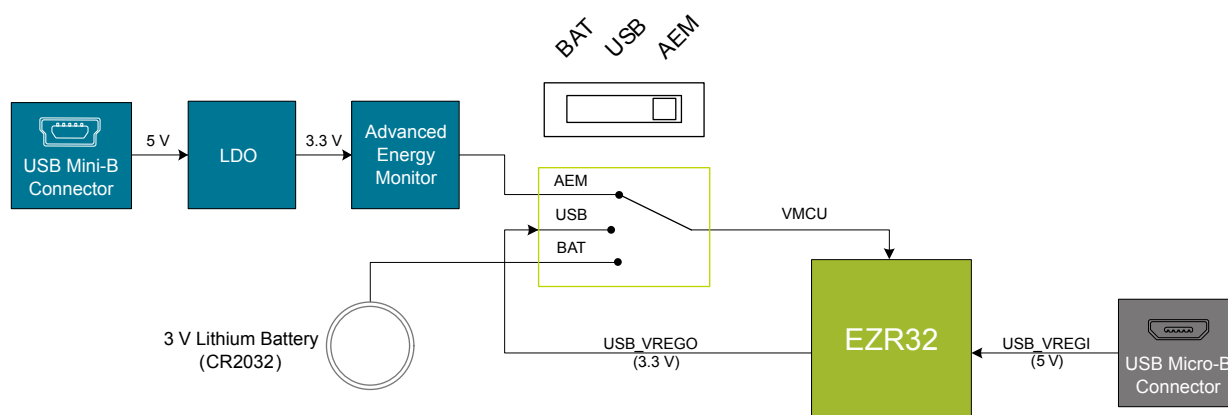 BAT USB AEM
USB Mini-B
Connector
5 V
LDO
3.3 V
Advanced
Energy
Monitor
AEM
USB
BAT
VMCU
3 V Lithium Battery
(CR2032)
USB_VREGO
(3.3 V)
EZR32
USB_VREGI
(5 V)
USB Micro-B
Connector